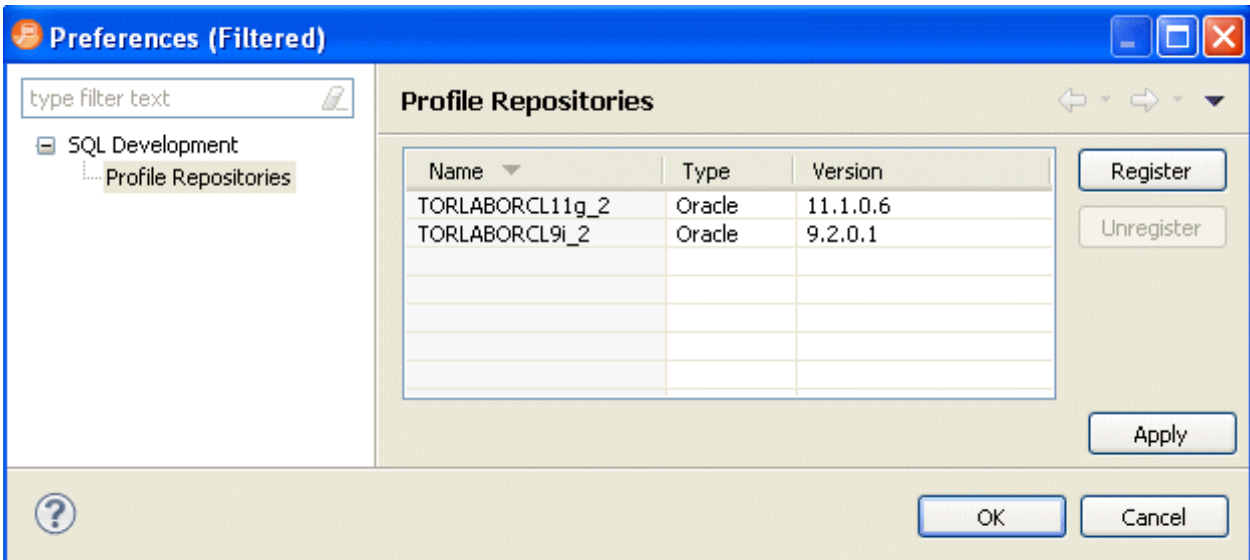 Preferences (Filtered)
type filter text
SQL Development
Profile Repositories
Profile Repositories
Name Type Version
TORLABORCL11g_2 Oracle 11.1.0.6
TORLABORCL9i_2 Oracle 9.2.0.1
Register
Unregister
Apply
?
OK Cancel